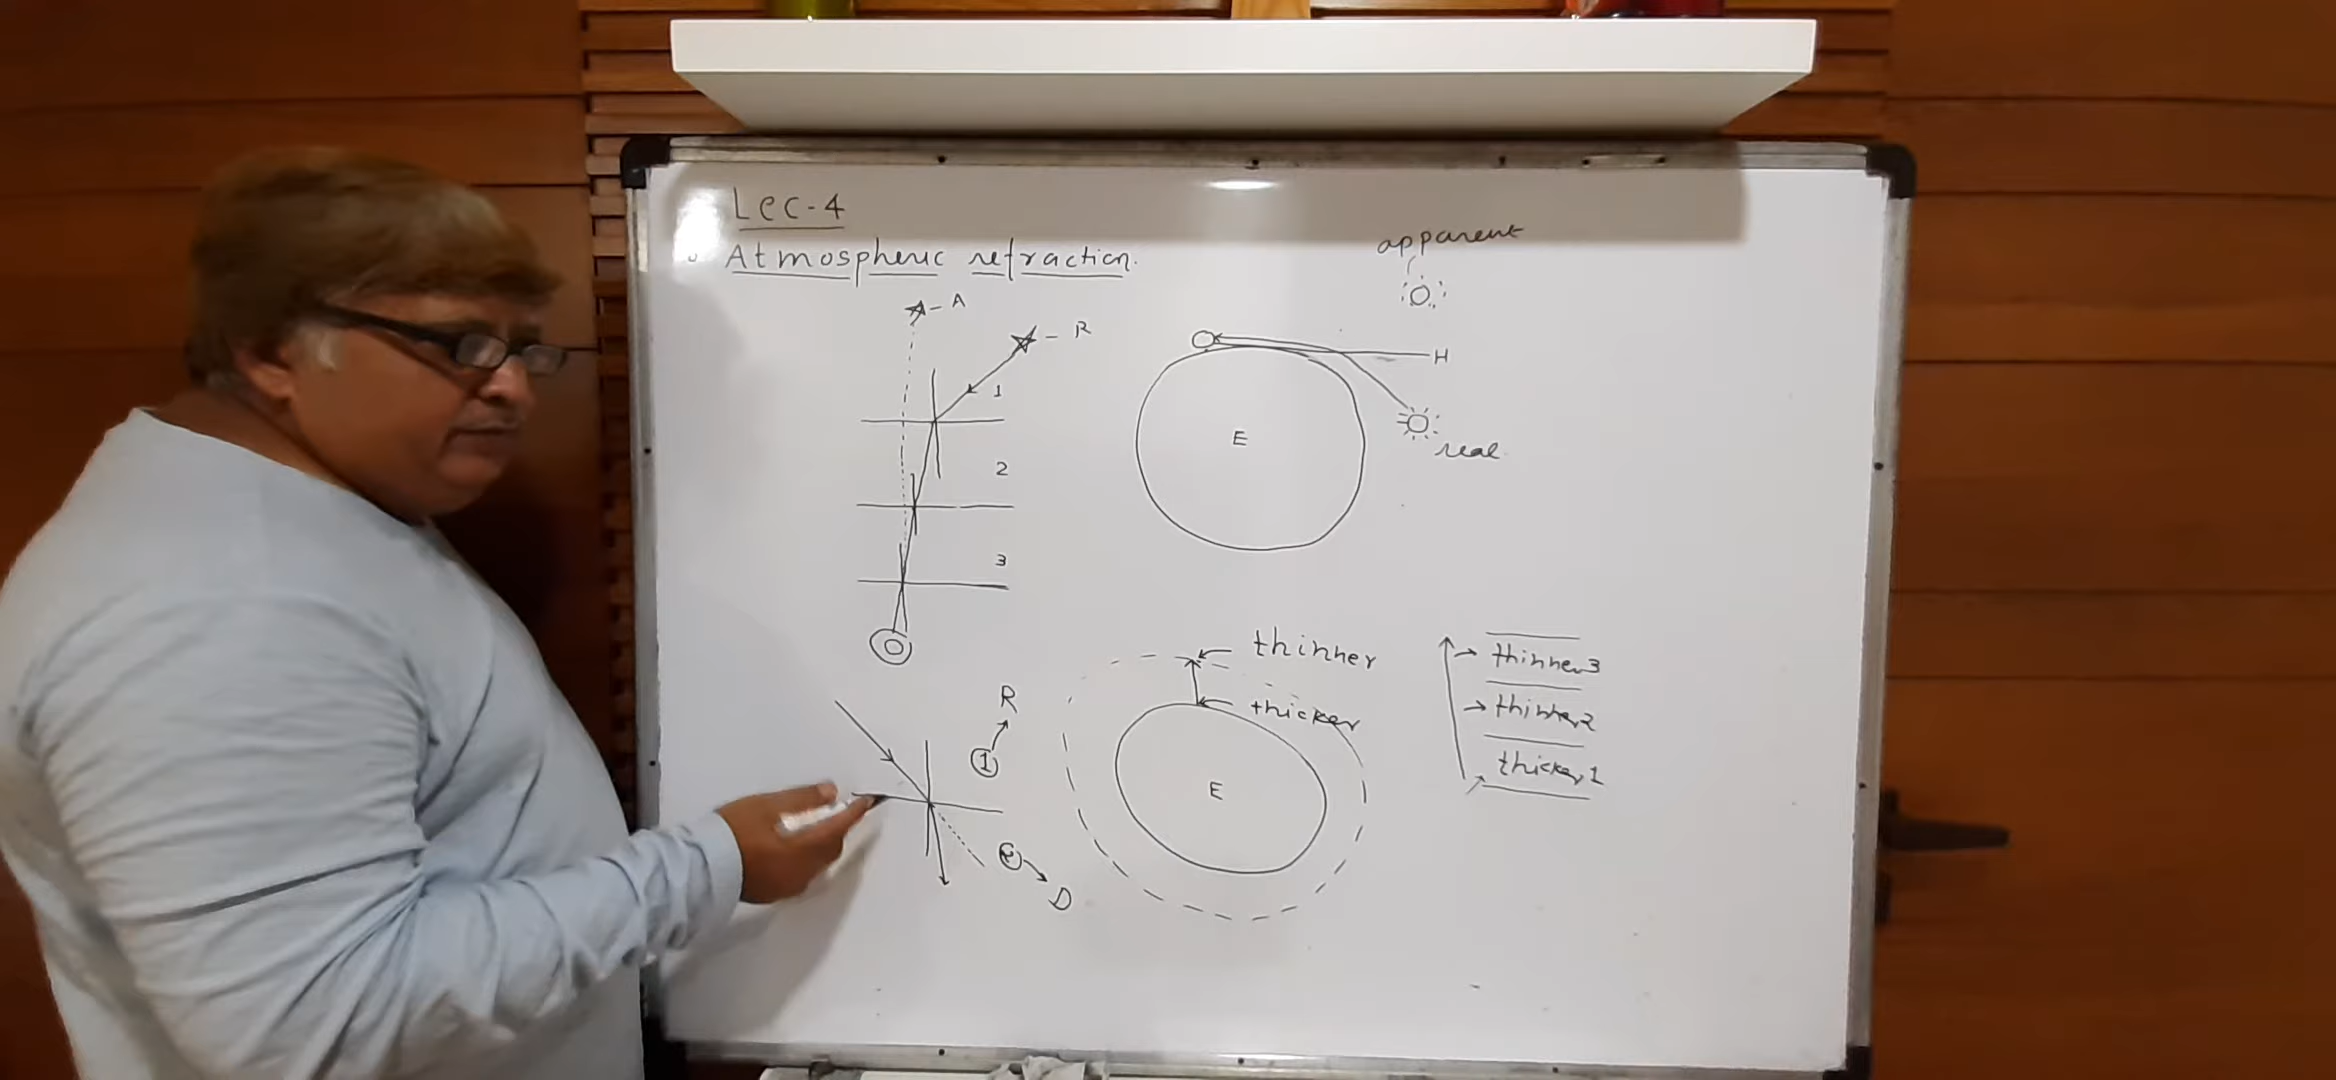 Lec-4
Atmospheric refraction.
apparent
A
R
1
H
2
E
real
3
thinner
thinner3
R
thicker
thinner2
1
thicker1
E
2
D